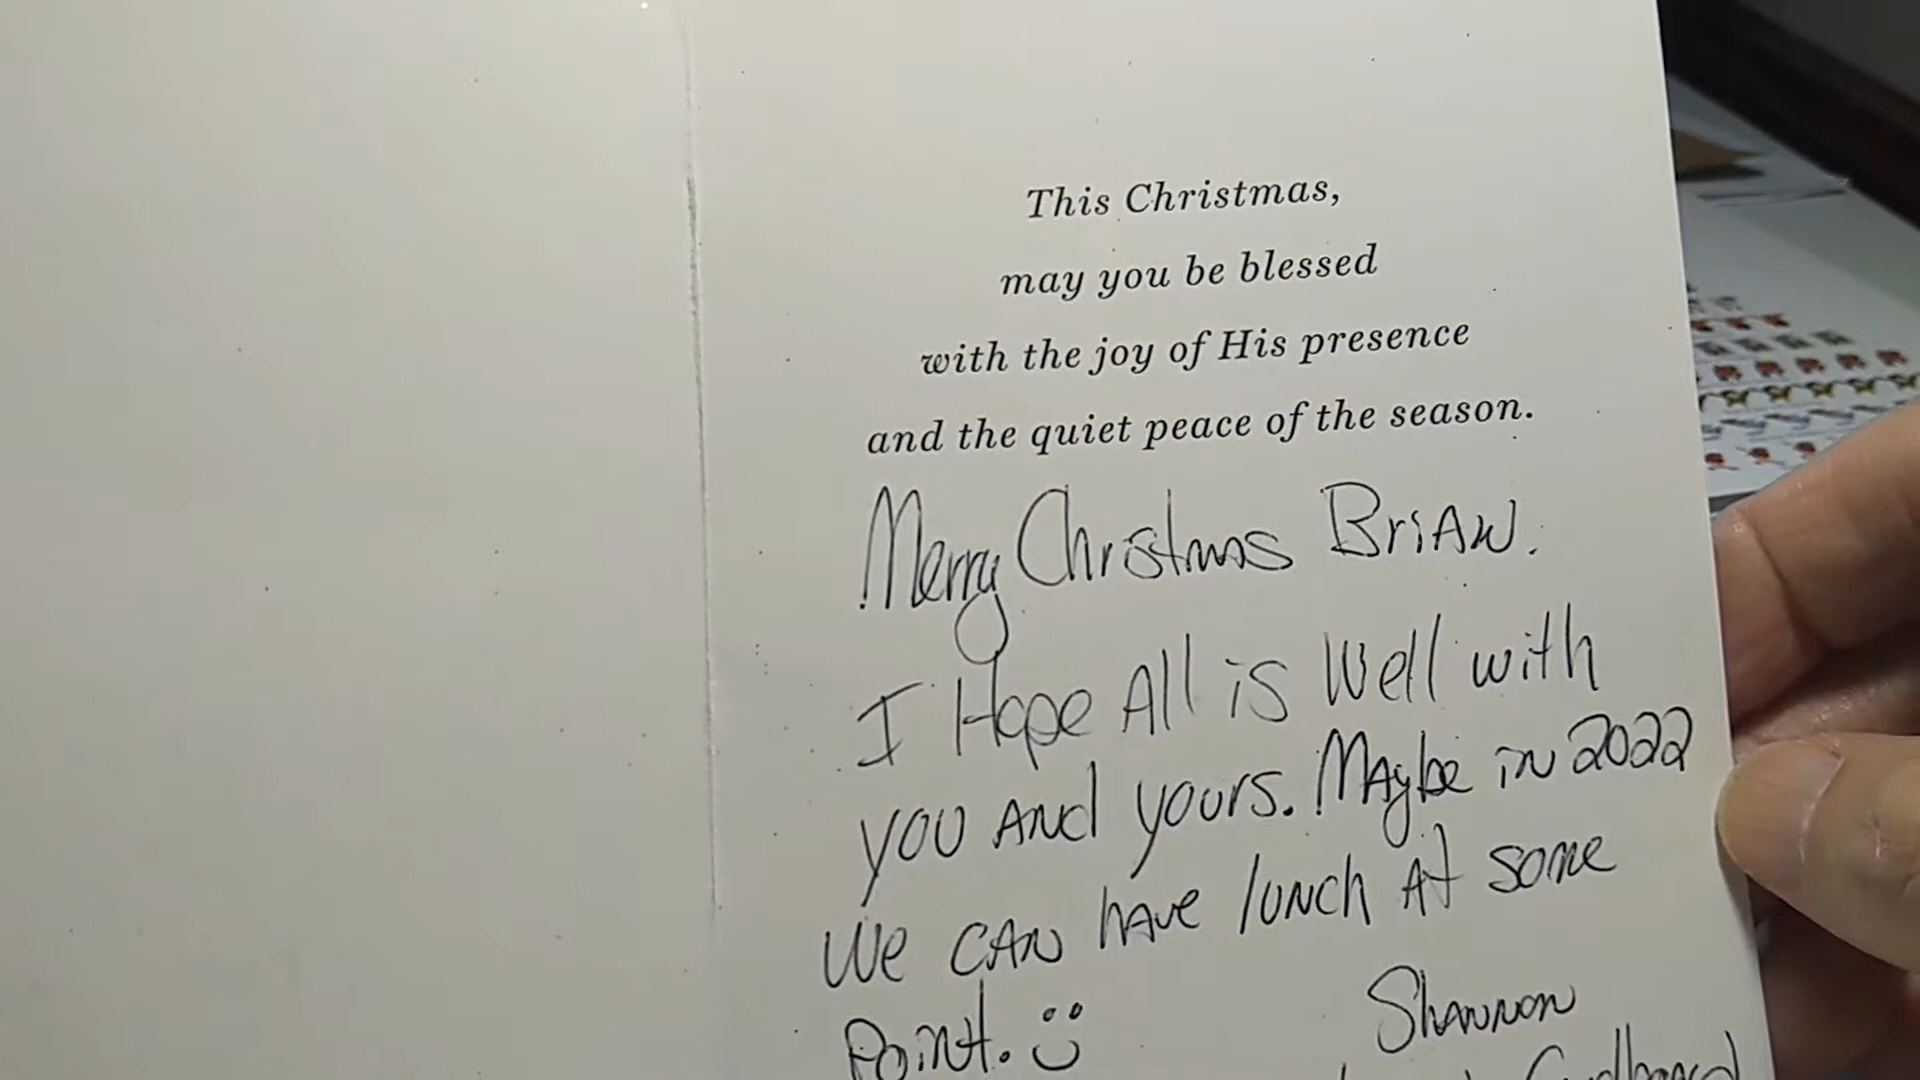 This Christmas,
may you be blessed
with the joy of His presence
and the quiet peace of the season.
Merry Christmas BriAN.
I Hope All is Well with
you ANd yours. MAybe iN 2022
We CAN hAve luNch At some
PoiNt. :)
ShANNoN
Cardboard